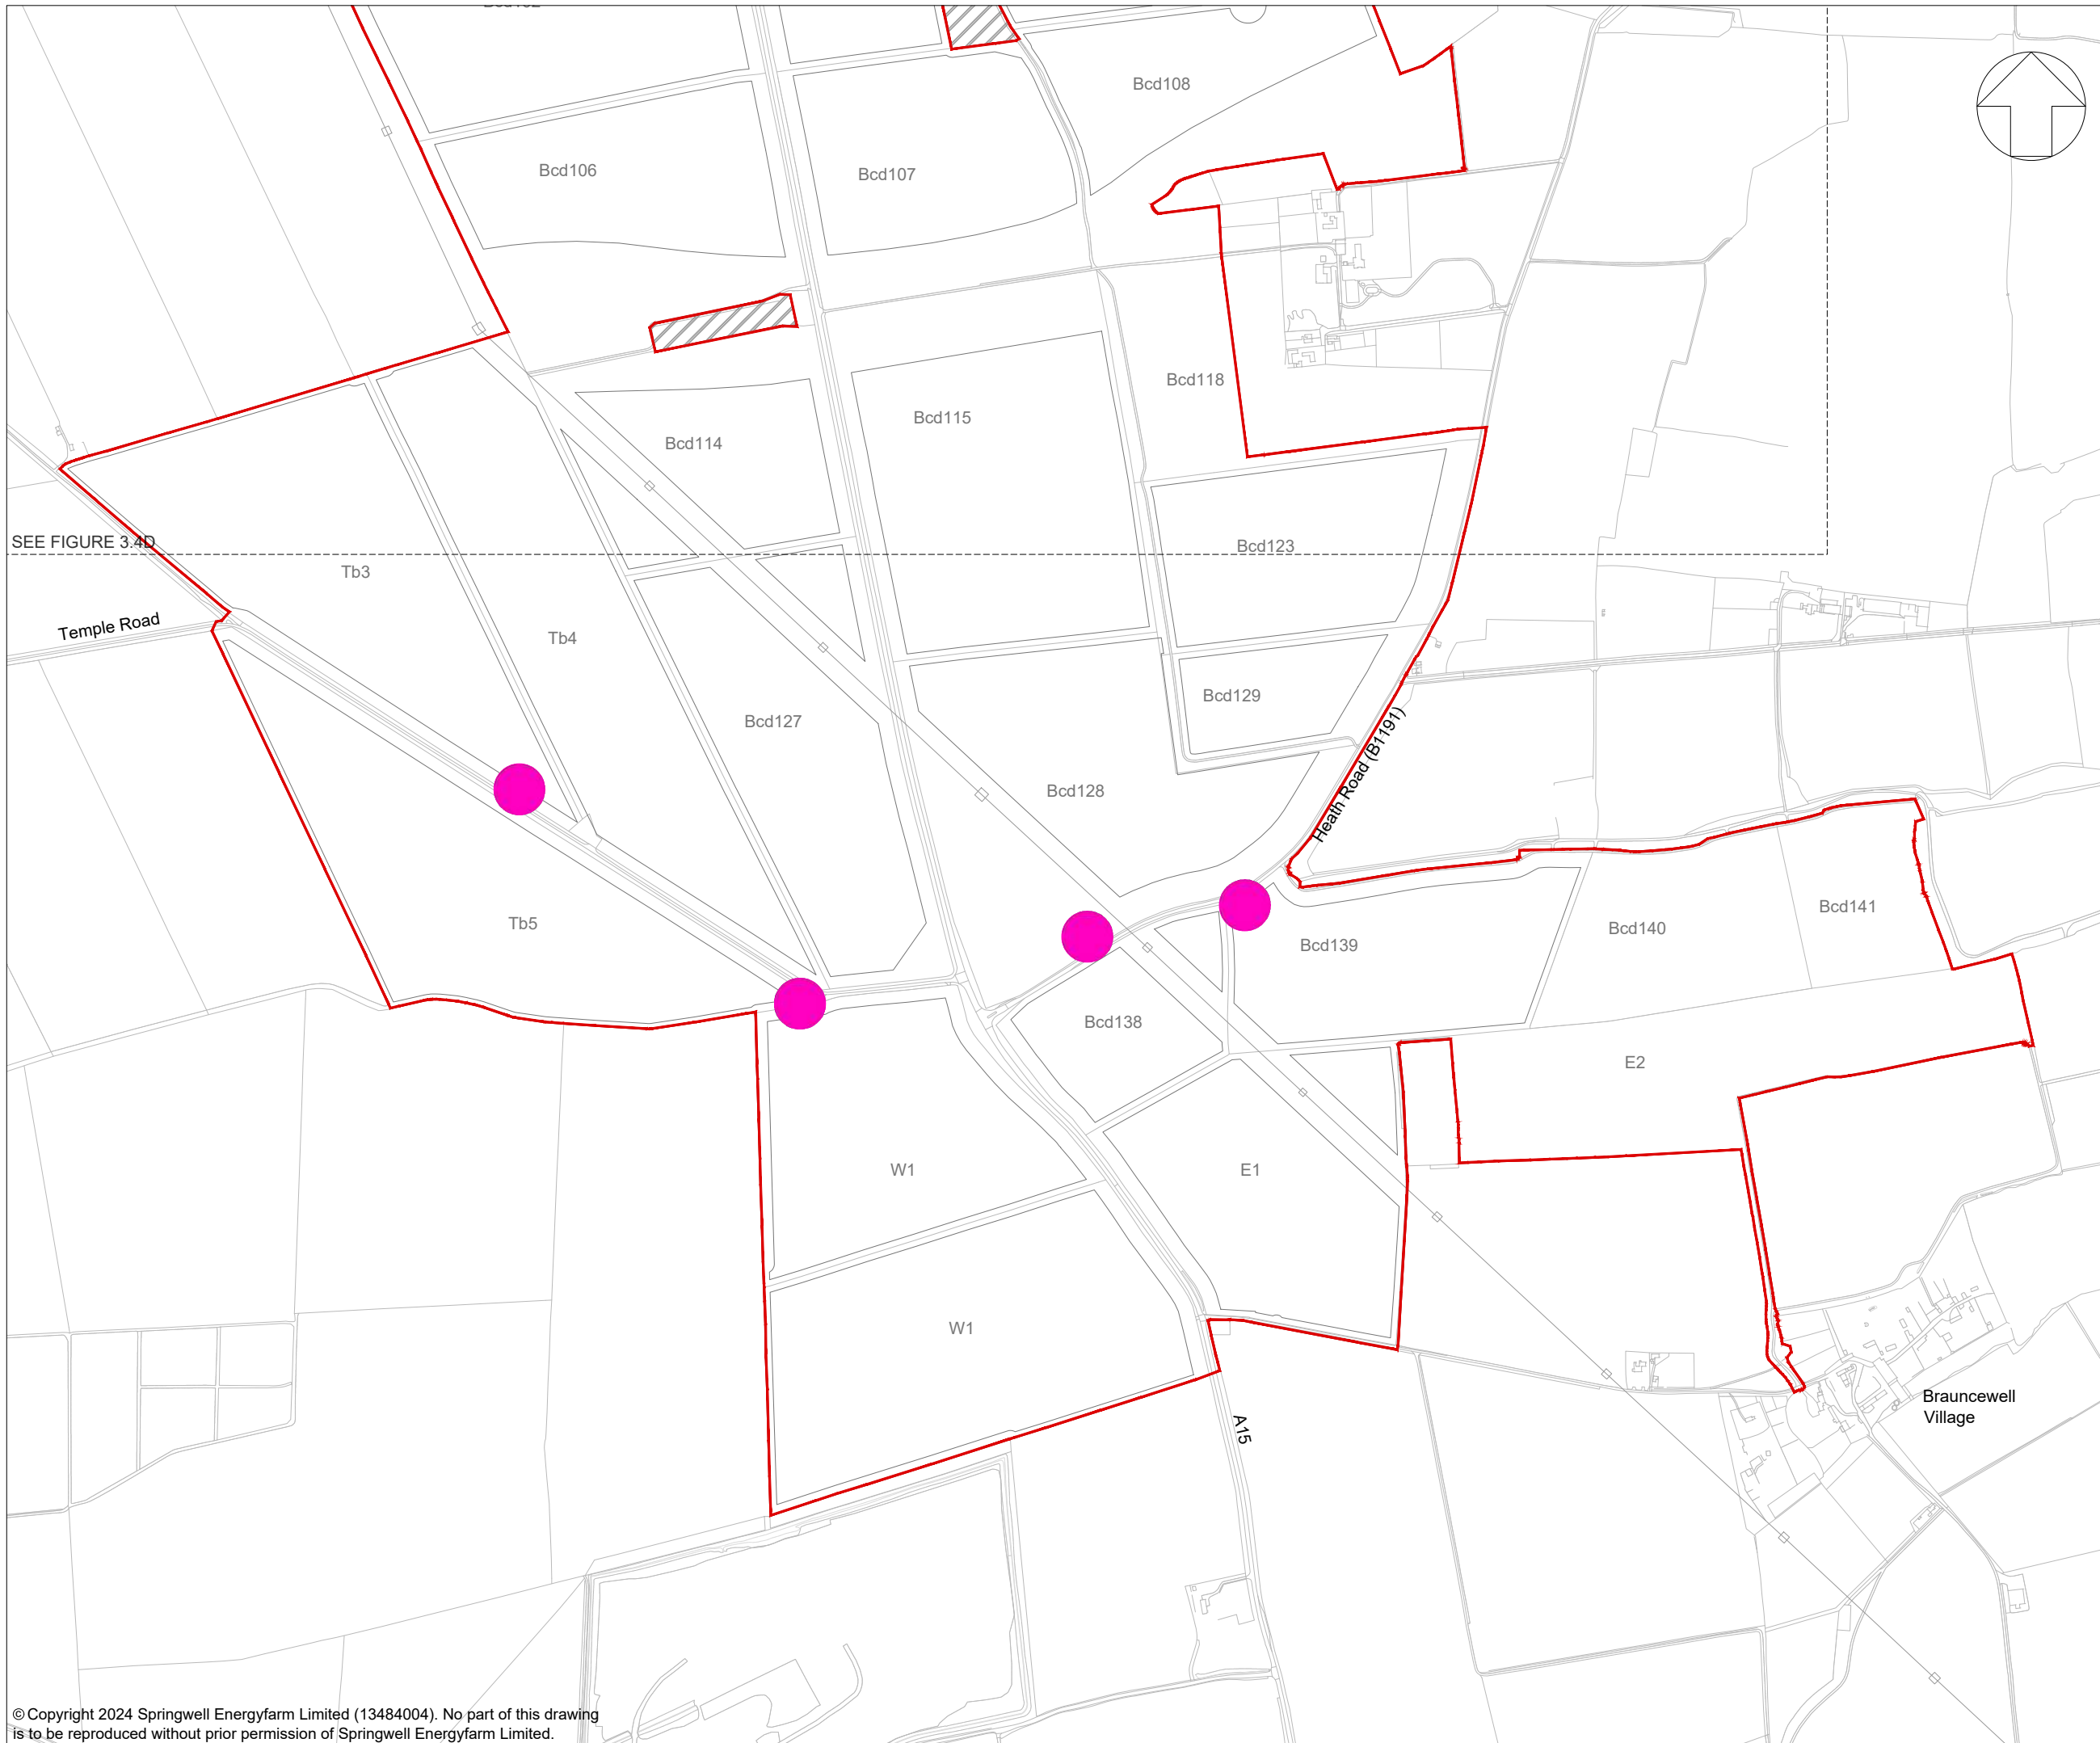 Bcd102
Bcd108
Bcd106
Bcd107
Bcd118
Bcd115
Bcd114
SEE FIGURE 3.4D
Bcd123
Tb3
Temple Road
Tb4
Bcd129
Bcd127
Heath Road (B1191)
Bcd128
Tb5
Bcd141
Bcd140
Bcd139
Bcd138
E2
W1
E1
W1
Brauncewell
Village
A15
© Copyright 2024 Springwell Energyfarm Limited (13484004). No part of this drawing
is to be reproduced without prior permission of Springwell Energyfarm Limited.